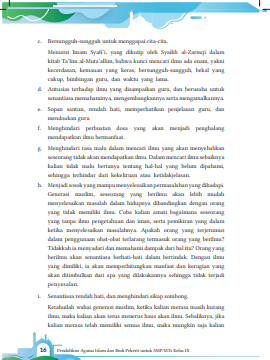 c. Bersungguh-sungguh untuk menggapai cita-cita.
Menurut Imam Syafi'i, yang dikutip oleh Syaikh al-Zarnuji dalam
kitab Ta'lim al-Muta'allim, bahwa kunci mencari ilmu ada enam, yakni
kecerdasan, kemauan yang keras, bersungguh-sungguh, bekal yang
cukup, bimbingan guru, dan waktu yang lama.
d. Antusias terhadap ilmu yang disampaikan guru, dan berusaha untuk
senantiasa memahaminya, mengembangkannya serta mengamalkannya.
e. Sopan santun, rendah hati, memperhatikan penjelasan guru, dan
mendoakan guru
f. Menghindari perbuatan dosa yang akan menjadi penghalang
mendapatkan ilmu bermanfaat.
g. Menghindari rasa malu dalam mencari ilmu yang akan menyebabkan
seseorang tidak akan mendapatkan ilmu. Dalam mencari ilmu sebaiknya
kalian tidak malu bertanya tentang hal-hal yang belum dipahami,
sehingga terhindar dari kekeliruan atau ketidakjelasan.
h. Menjadi sosok yang mampu menyelesaikan permasalahan yang dihadapi.
Generasi muslim, seseorang yang berilmu akan lebih mudah
menyelesaikan masalah dalam hidupnya dibandingkan dengan orang
yang tidak memiliki ilmu. Coba kalian amati bagaimana seseorang
yang tanpa ilmu pengetahuan dan iman, serta pemikiran yang dalam
ketika menyelesaikan masalahnya. Apakah orang yang terjerumus
dalam penggunaan obat-obat terlarang termasuk orang yang berilmu?
Tidakkah ia menyadari dan memahami dampak dari hal itu? Orang yang
berilmu akan senantiasa berhati-hati dalam bertindak. Dengan ilmu
yang dimiliki, ia akan memperhitungkan manfaat dan kerugian yang
akan ditimbulkan dari apa yang dilakukannya sehingga tidak terjadi
penyesalan.
i. Senantiasa rendah hati, dan menghindari sikap sombong.
Ketahuilah wahai generasi muslim, ketika kalian merasa masih kurang
ilmu, maka kalian akan terus menerus haus akan ilmu. Sebaliknya, jika
kalian merasa telah memiliki semua ilmu, maka mungkin saja kalian
16 Pendidikan Agama Islam dan Budi Pekerti untuk SMP/MTs Kelas IX